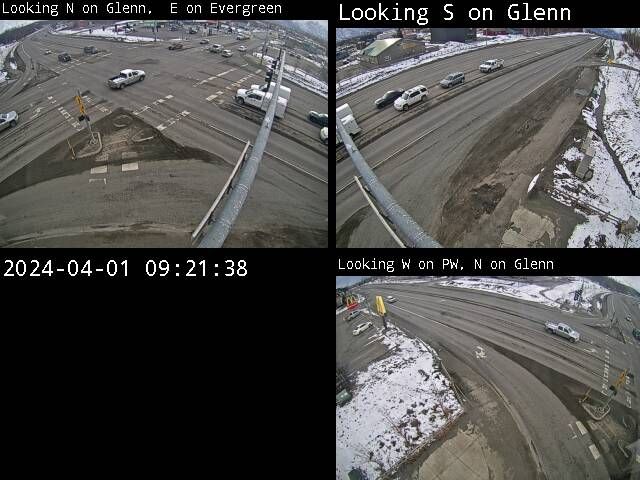 Looking N on Glenn, E on Evergreen
Looking S on Glenn
2024-04-01 09:21:38
Looking W on PW, N on Glenn